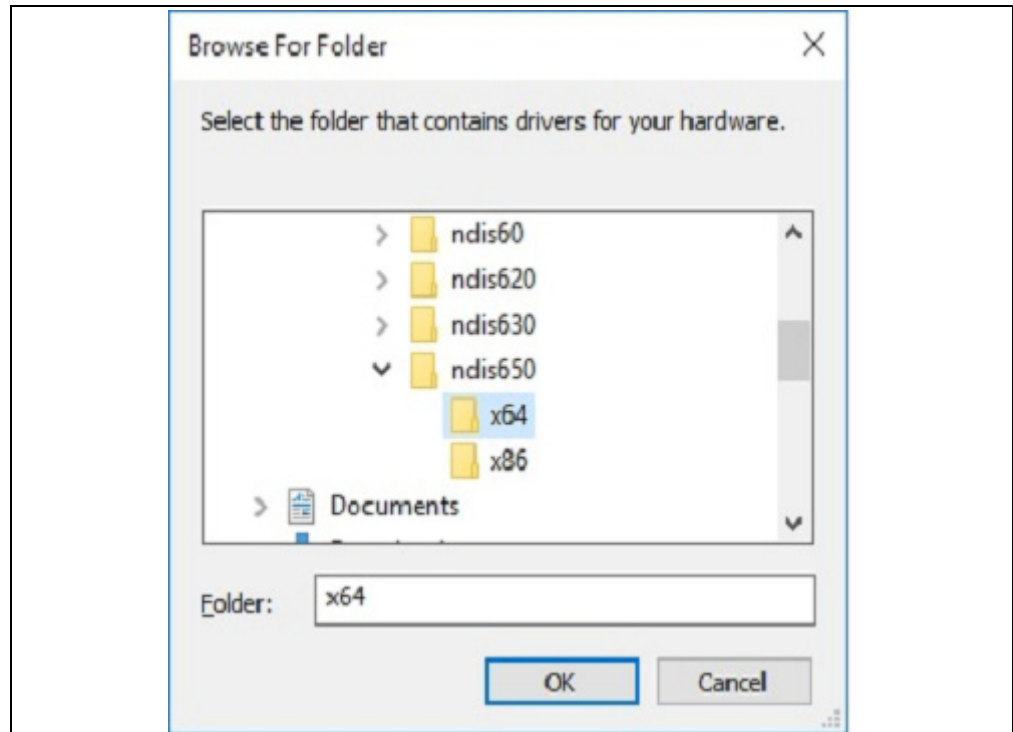 Browse For Folder
Select the folder that contains drivers for your hardware.
ndis60
ndis620
ndis630
ndis650
x64
x86
Documents
Folder: x64
OK Cancel